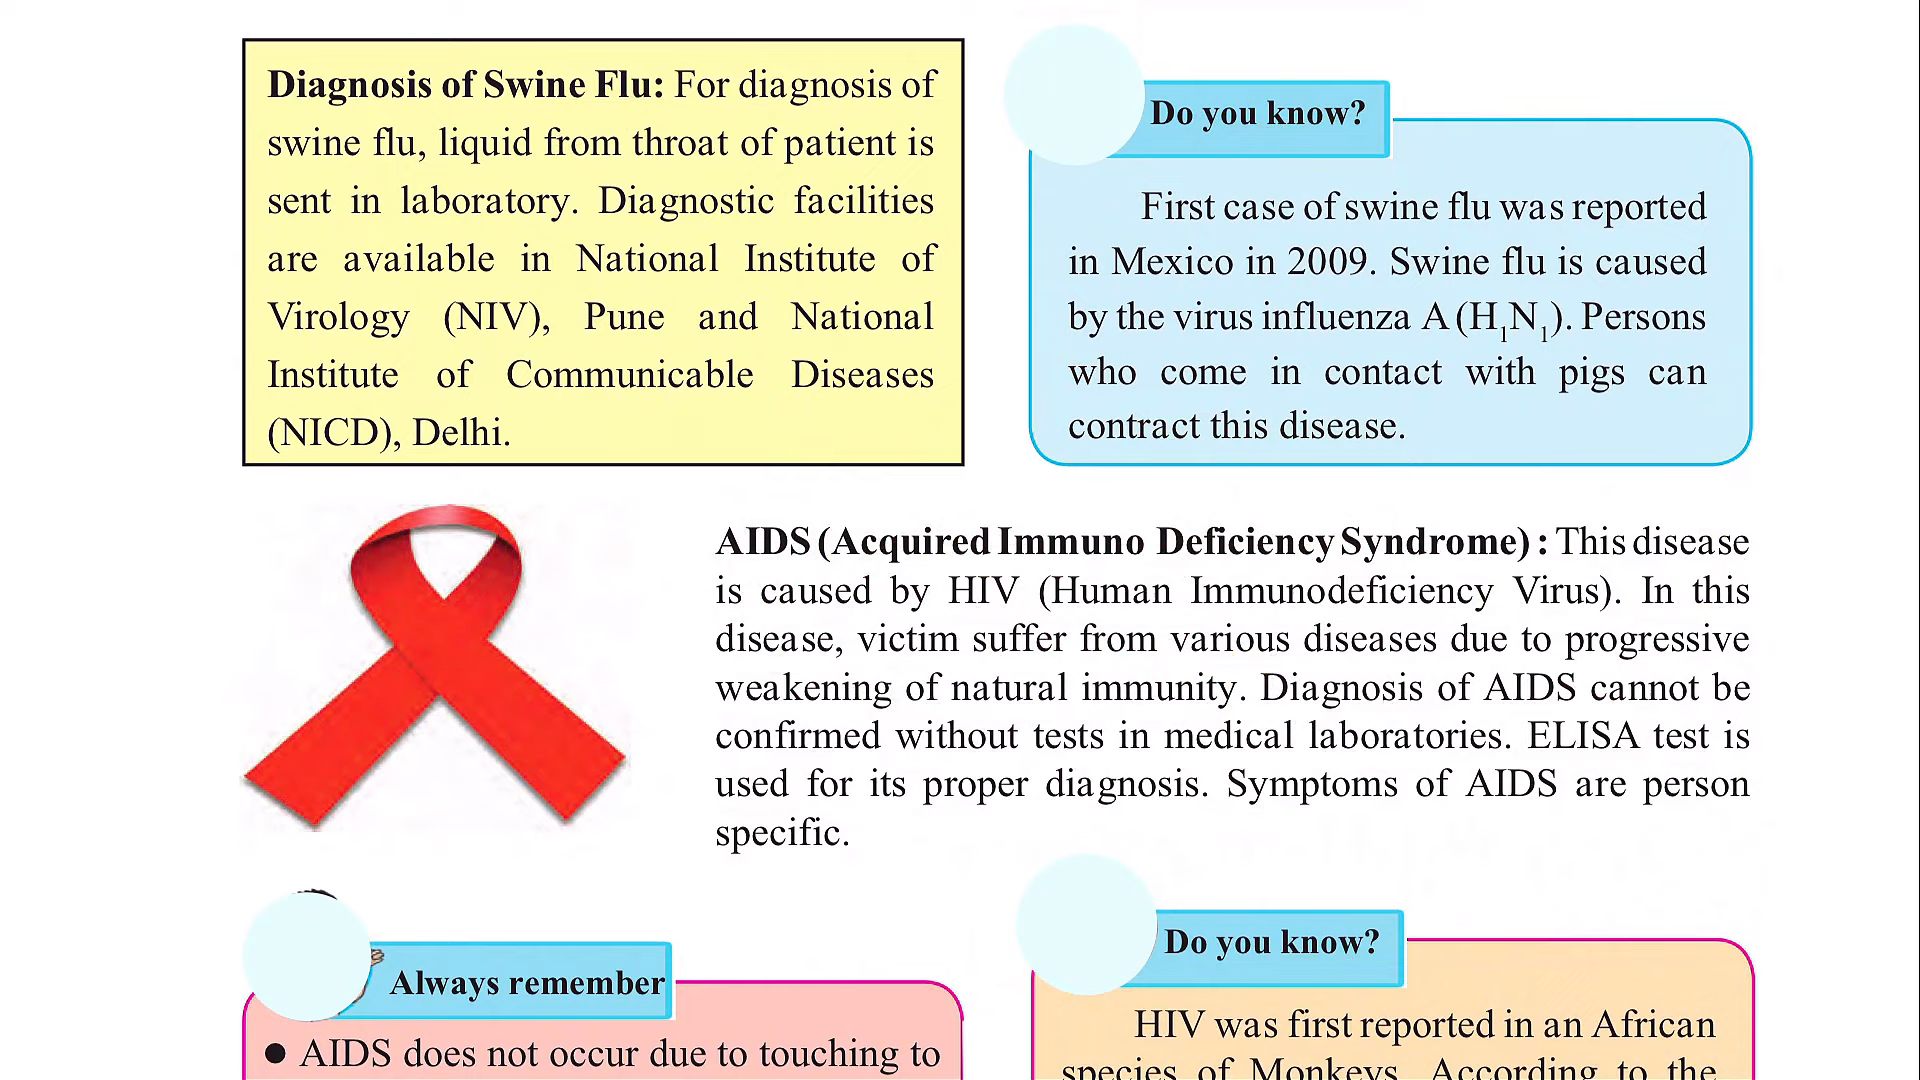 Diagnosis of Swine Flu: For diagnosis of
swine flu, liquid from throat of patient is
sent in laboratory. Diagnostic facilities
are available in National Institute of
Virology (NIV), Pune and National
Institute of Communicable Diseases
(NICD), Delhi.
Do you know?
First case of swine flu was reported
in Mexico in 2009. Swine flu is caused
by the virus influenza A (H₁N₁). Persons
who come in contact with pigs can
contract this disease.
AIDS (Acquired Immuno Deficiency Syndrome) : This disease
is caused by HIV (Human Immunodeficiency Virus). In this
disease, victim suffer from various diseases due to progressive
weakening of natural immunity. Diagnosis of AIDS cannot be
confirmed without tests in medical laboratories. ELISA test is
used for its proper diagnosis. Symptoms of AIDS are person
specific.
Always remember
● AIDS does not occur due to touching to
Do you know?
HIV was first reported in an African
species of Monkeys. According to the